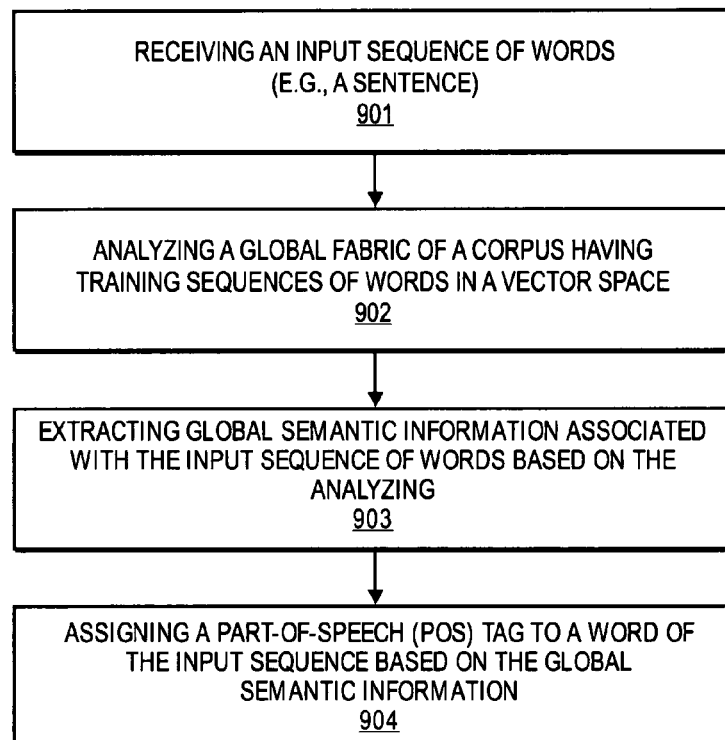 RECEIVING AN INPUT SEQUENCE OF WORDS
(E.G., A SENTENCE)
901
ANALYZING A GLOBAL FABRIC OF A CORPUS HAVING
TRAINING SEQUENCES OF WORDS IN A VECTOR SPACE
902
EXTRACTING GLOBAL SEMANTIC INFORMATION ASSOCIATED
WITH THE INPUT SEQUENCE OF WORDS BASED ON THE
ANALYZING
903
ASSIGNING A PART-OF-SPEECH (POS) TAG TO A WORD OF
THE INPUT SEQUENCE BASED ON THE GLOBAL
SEMANTIC INFORMATION
904